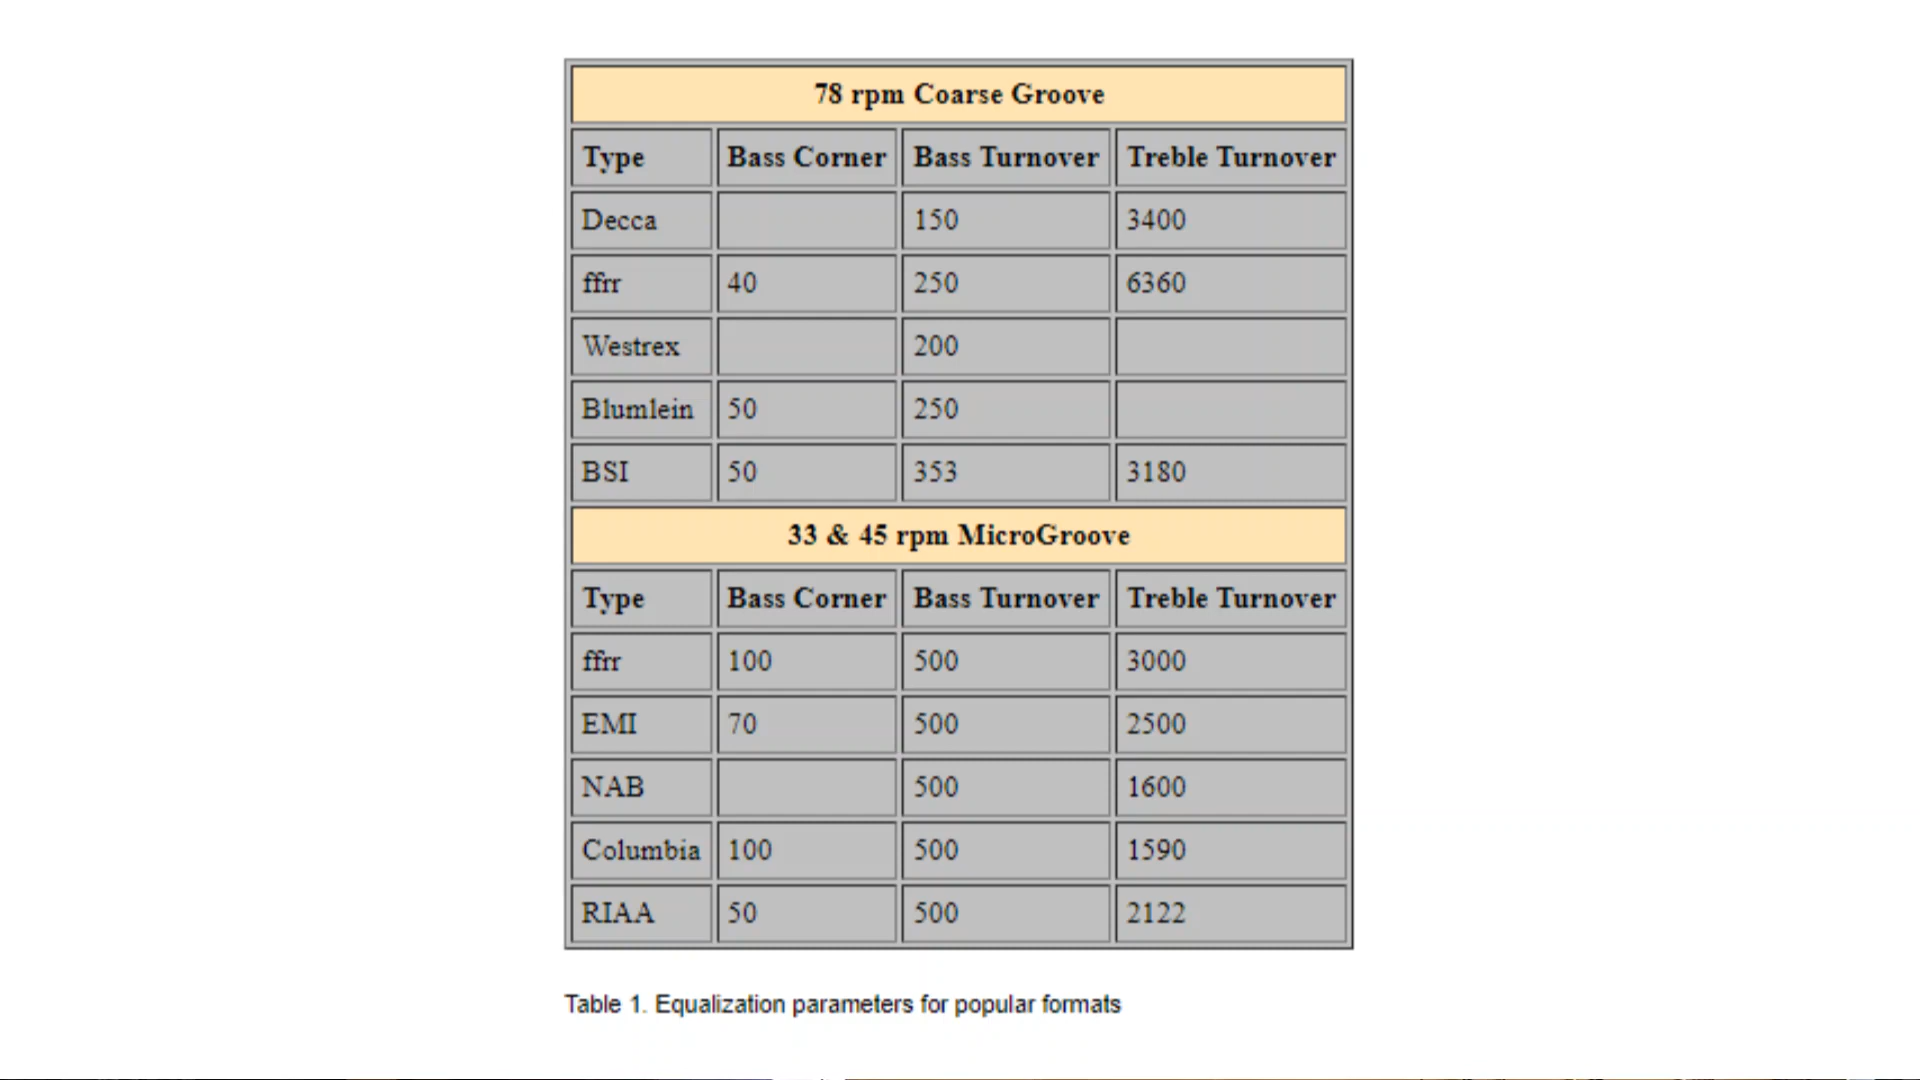 78 rpm Coarse Groove
Type Bass Corner Bass Turnover Treble Turnover
Decca 150 3400
ffrr 40 250 6360
Westrex 200
Blumlein 50 250
BSI 50 353 3180
33 & 45 rpm MicroGroove
Type Bass Corner Bass Turnover Treble Turnover
ffrr 100 500 3000
EMI 70 500 2500
NAB 500 1600
Columbia 100 500 1590
RIAA 50 500 2122
Table 1. Equalization parameters for popular formats